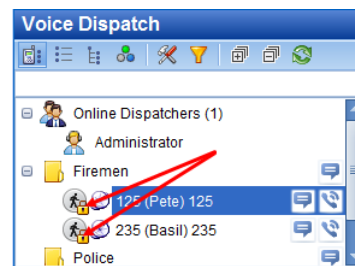 Voice Dispatch
Online Dispatchers (1)
Administrator
Firemen
125 (Pete) 125
235 (Basil) 235
Police